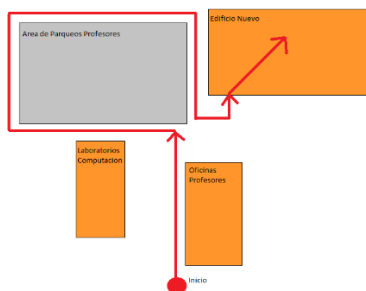 Edificio Nuevo
Area de Parqueos Profesores
Laboratorios
Computacion
Oficinas
Profesores
Inicio